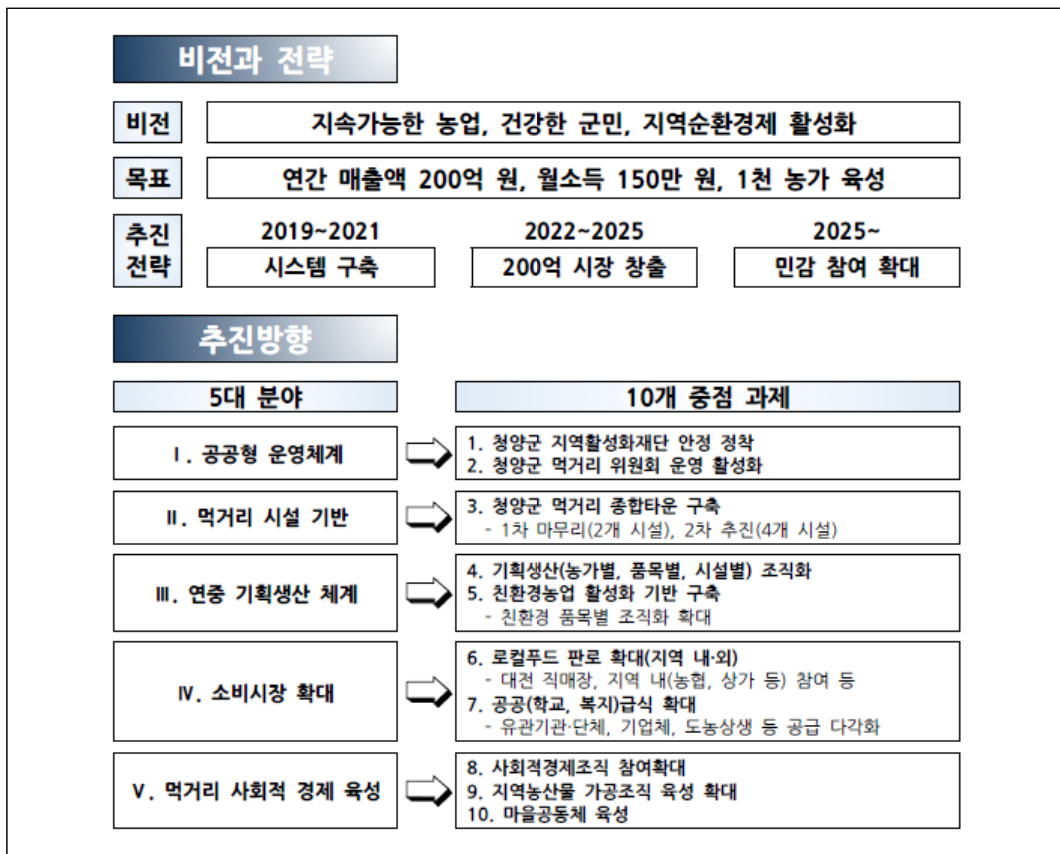 비전과 전략
비전
지속가능한 농업, 건강한 군민, 지역순환경제 활성화
목표
연간 매출액 200억 원, 월소득 150만 원, 1천 농가 육성
추진
전략
2019~2021
2022~2025
2025~
시스템 구축
200억 시장 창출
민감 참여 확대
추진방향
5대 분야
10개 중점 과제
Ⅰ. 공공형 운영체계
1. 청양군 지역활성화재단 안정 정착
2. 청양군 먹거리 위원회 운영 활성화
Ⅱ. 먹거리 시설 기반
3. 청양군 먹거리 종합타운 구축
- 1차 마무리(2개 시설), 2차 추진(4개 시설)
Ⅲ. 연중 기획생산 체계
4. 기획생산(농가별, 품목별, 시설별) 조직화
5. 친환경농업 활성화 기반 구축
- 친환경 품목별 조직화 확대
Ⅳ. 소비시장 확대
6. 로컬푸드 판로 확대(지역 내·외)
- 대전 직매장, 지역 내(농협, 상가 등) 참여 등
7. 공공(학교, 복지)급식 확대
- 유관기관·단체, 기업체, 도농상생 등 공급 다각화
Ⅴ. 먹거리 사회적 경제 육성
8. 사회적경제조직 참여확대
9. 지역농산물 가공조직 육성 확대
10. 마을공동체 육성